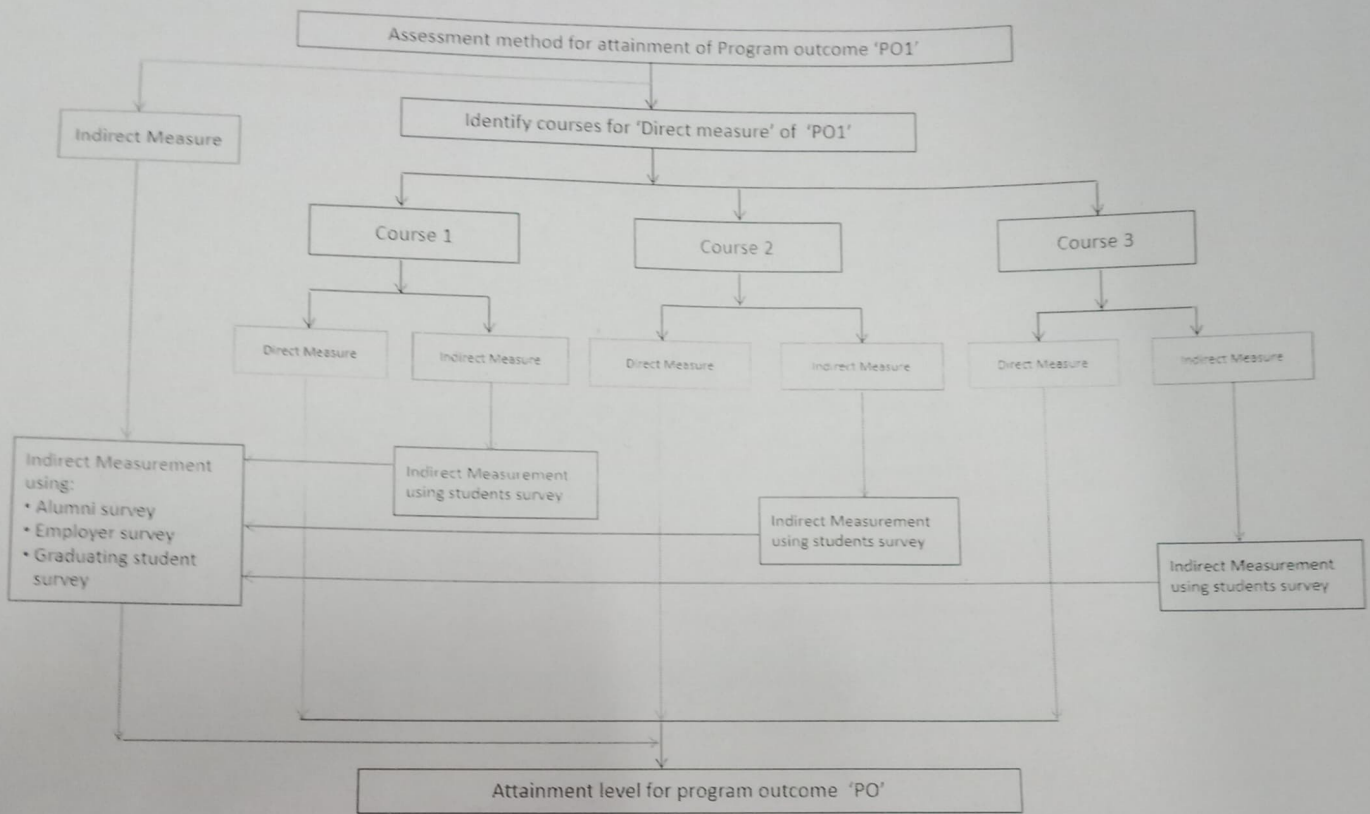 Assessment method for attainment of Program outcome 'PO1'
Indirect Measure
Identify courses for 'Direct measure' of 'PO1'
Course 1
Course 2
Course 3
Direct Measure
Indirect Measure
Direct Measure
Indirect Measure
Direct Measure
Indirect Measure
Indirect Measurement
using:
• Alumni survey
• Employer survey
• Graduating student
survey
Indirect Measurement
using students survey
Indirect Measurement
using students survey
Indirect Measurement
using students survey
Attainment level for program outcome 'PO'